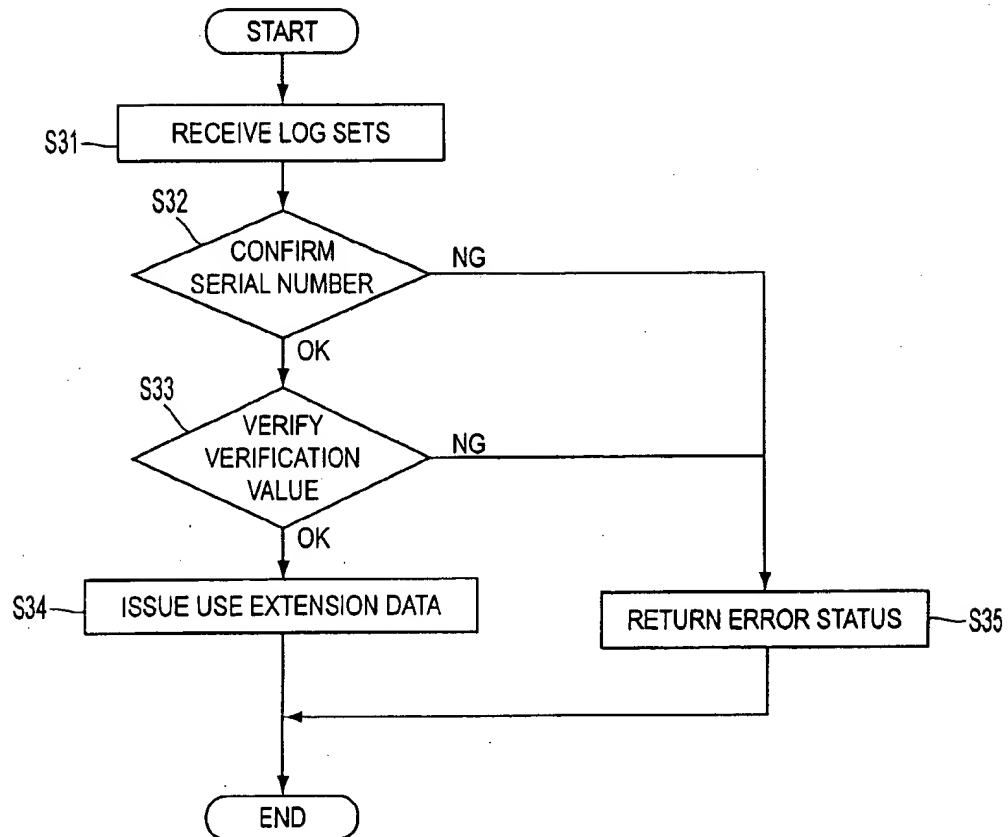 START
S31
RECEIVE LOG SETS
S32
CONFIRM
SERIAL NUMBER
NG
OK
S33
VERIFY
VERIFICATION
VALUE
NG
OK
S34
ISSUE USE EXTENSION DATA
RETURN ERROR STATUS
S35
END